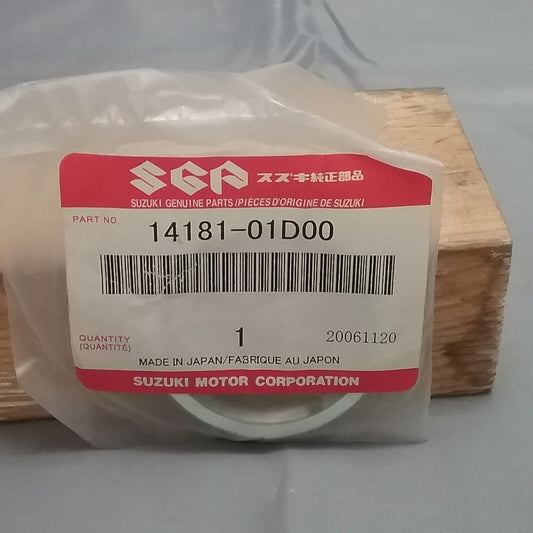 SGP スズキ純正部品
SUZUKI GENUINE PARTS/PIÈCES D'ORIGINE DE SUZUKI
PART NO. 14181-01D00
QUANTITY 1 20061120
(QUANTITÉ)
MADE IN JAPAN/FABRIQUE AU JAPON
SUZUKI MOTOR CORPORATION